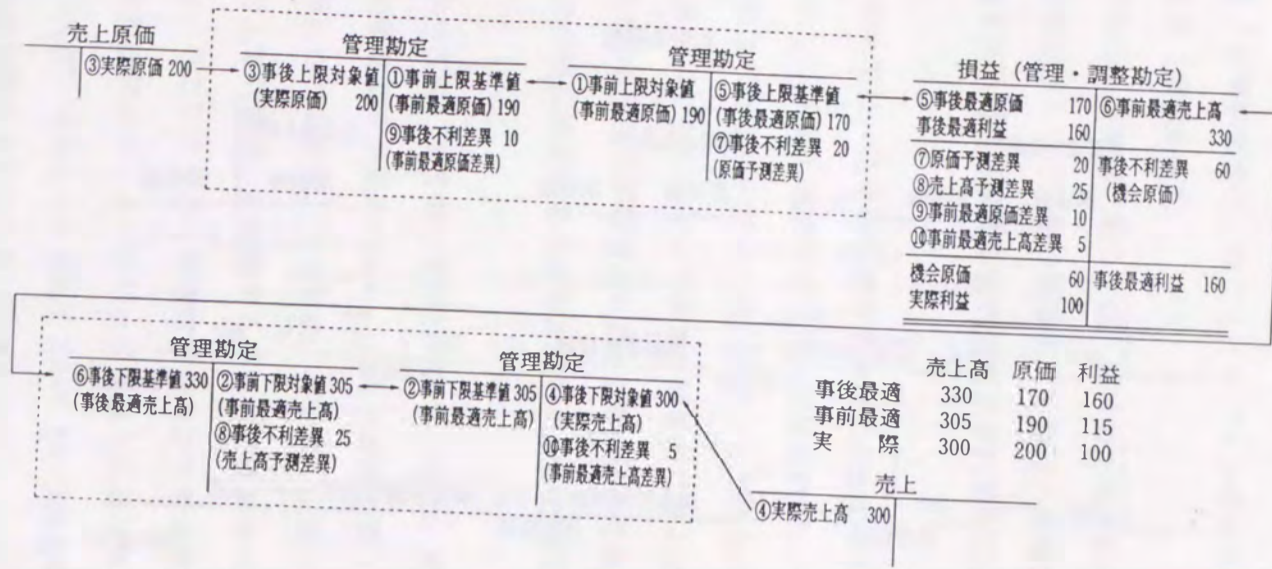 売上原価
③実際原価 200
管理勘定
③事後上限対象値
(実際原価) 200
①事前上限基準値
(事前最適原価) 190
⑨事後不利差異 10
(事前最適原価差異)
管理勘定
①事前上限対象値
(事前最適原価) 190
⑤事後上限基準値
(事後最適原価) 170
⑦事後不利差異 20
(原価予測差異)
損益(管理・調整勘定)
⑤事後最適原価 170
事後最適利益 160
⑥事前最適売上高
330
⑦原価予測差異 20
⑧売上高予測差異 25
⑨事前最適原価差異 10
⑩事前最適売上高差異 5
事後不利差異 60
(機会原価)
機会原価 60
実際利益 100
事後最適利益 160
管理勘定
⑥事後下限基準値 330
(事後最適売上高)
②事前下限対象値 305
(事前最適売上高)
⑧事後不利差異 25
(売上高予測差異)
管理勘定
②事前下限基準値 305
(事前最適売上高)
④事後下限対象値 300
(実際売上高)
⑩事後不利差異 5
(事前最適売上高差異)
売上高 原価 利益
事後最適 330 170 160
事前最適 305 190 115
実際 300 200 100
売上
④実際売上高 300